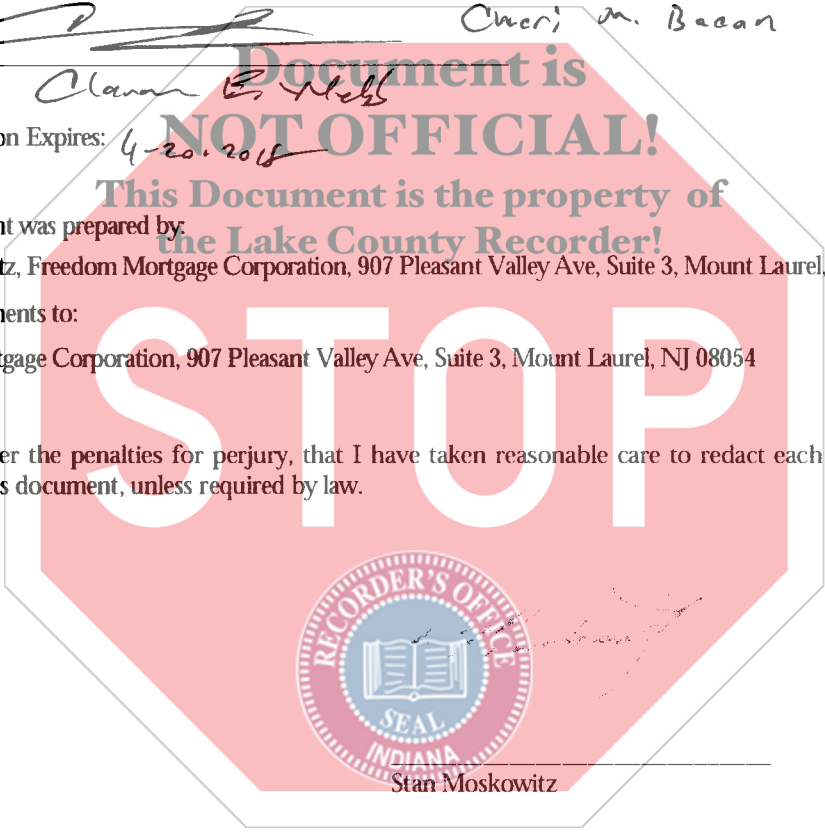 Cheri M. Bacan
Document is
E. Webb
on Expires: 4-20-2018
NOT OFFICIAL!
This Document is the property of
nt was prepared by:
the Lake County Recorder!
tz, Freedom Mortgage Corporation, 907 Pleasant Valley Ave, Suite 3, Mount Laurel,
nents to:
tgage Corporation, 907 Pleasant Valley Ave, Suite 3, Mount Laurel, NJ 08054
STOP
er the penalties for perjury, that I have taken reasonable care to redact each
s document, unless required by law.
RECORDER'S OFFICE
SEAL
INDIANA
Stan Moskowitz